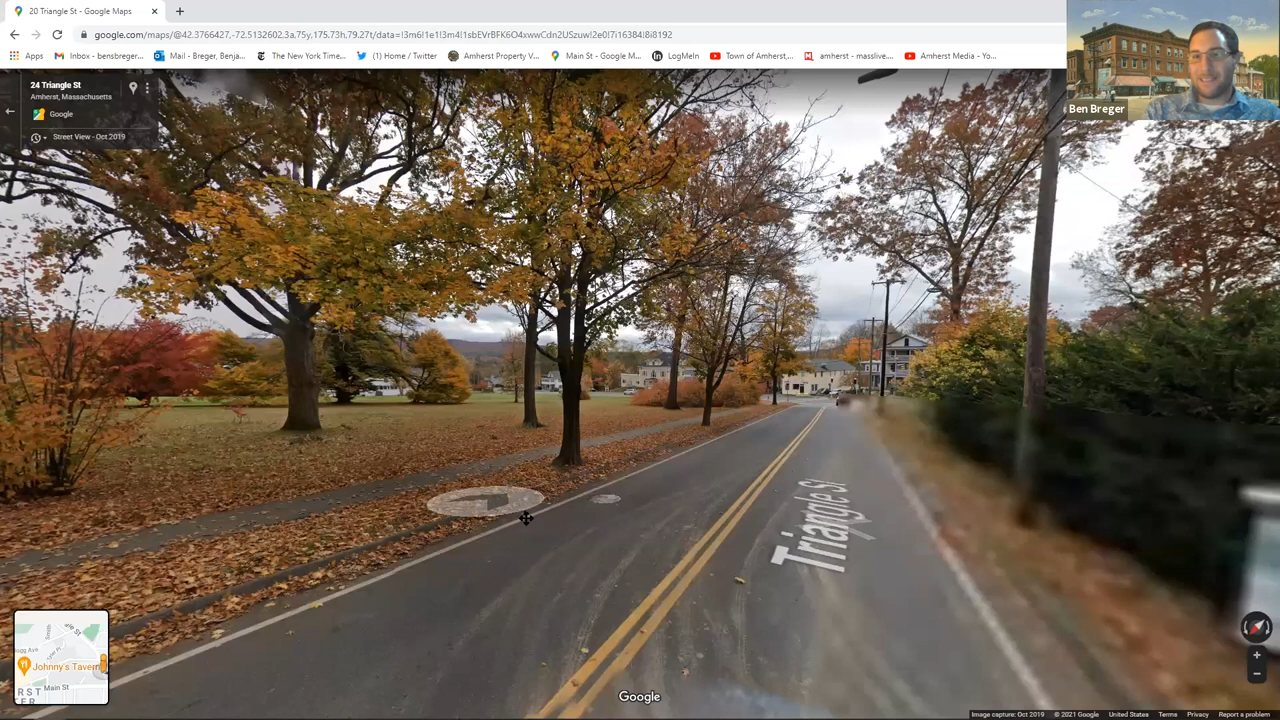 20 Triangle St - Google Maps
google.com/maps/@42.3766427,-72.5132602,3a,75y,175.73h,79.27t/data=!3m6!1e1!3m4!1sbEVrBFK6O4xwwCdn2USzuw!2e0!7i16384!8i8192
Apps
Inbox - bensbreger...
Mail - Breger, Benja...
The New York Time...
(1) Home / Twitter
Amherst Property V...
Main St - Google M...
LogMeIn
Town of Amherst,...
amherst - masslive...
Amherst Media - Yo...
24 Triangle St
Amherst, Massachusetts
Google
Street View - Oct 2019
Ben Breger
Triangle St
Johnny's Tavern
Main St
Google
Image capture: Oct 2019 © 2021 Google United States Terms Privacy Report a problem